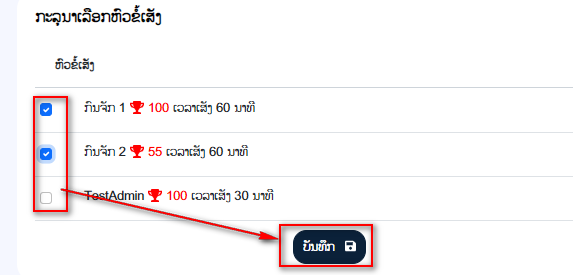 ກະລຸນາເລືອກຫົວຂໍ້ເສັງ
ຫົວຂໍ້ເສັງ
ກົນຈັກ 1 100 ເວລາເສັງ 60 ນາທີ
ກົນຈັກ 2 55 ເວລາເສັງ 60 ນາທີ
TestAdmin 100 ເວລາເສັງ 30 ນາທີ
ບັນທຶກ